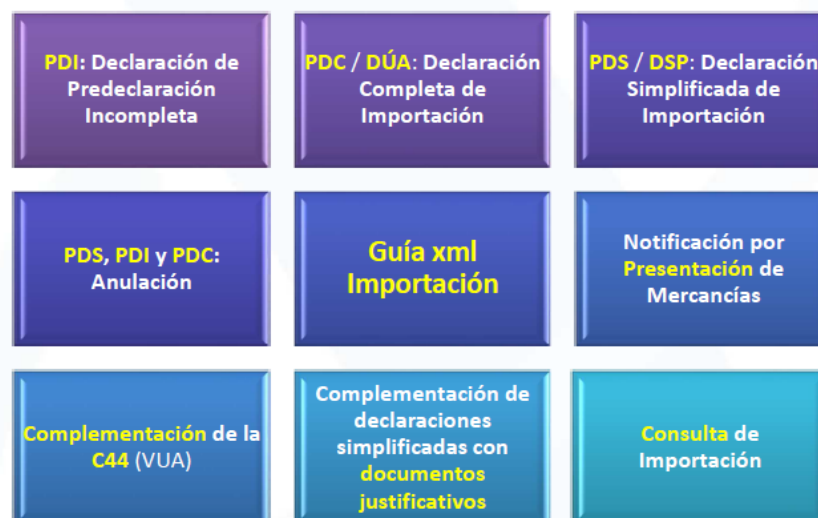 PDI: Declaración de
Predeclaración
Incompleta
PDC / DÚA: Declaración
Completa de
Importación
PDS / DSP: Declaración
Simplificada de
Importación
PDS, PDI y PDC:
Anulación
Guía xml
Importación
Notificación por
Presentación de
Mercancías
Complementación de la
C44 (VUA)
Complementación de
declaraciones
simplificadas con
documentos
justificativos
Consulta de
Importación